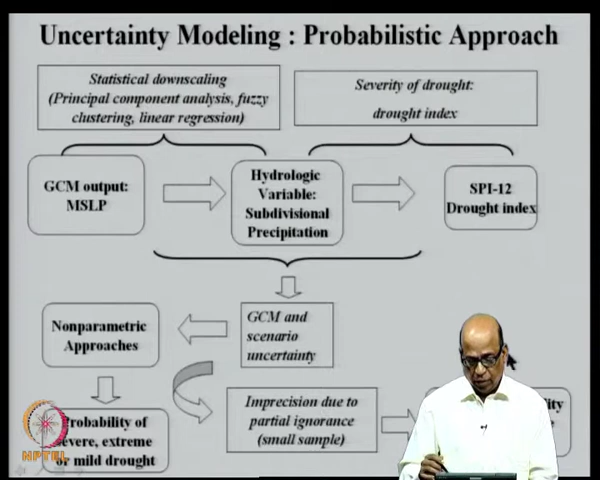 Uncertainty Modeling : Probabilistic Approach
Statistical downscaling
(Principal component analysis, fuzzy
clustering, linear regression)
Severity of drought:
drought index
GCM output:
MSLP
Hydrologic
Variable:
Subdivisional
Precipitation
SPI-12
Drought index
Nonparametric
Approaches
GCM and
scenario
uncertainty
Probability of
severe, extreme
or mild drought
Imprecision due to
partial ignorance
(small sample)
NPTEL